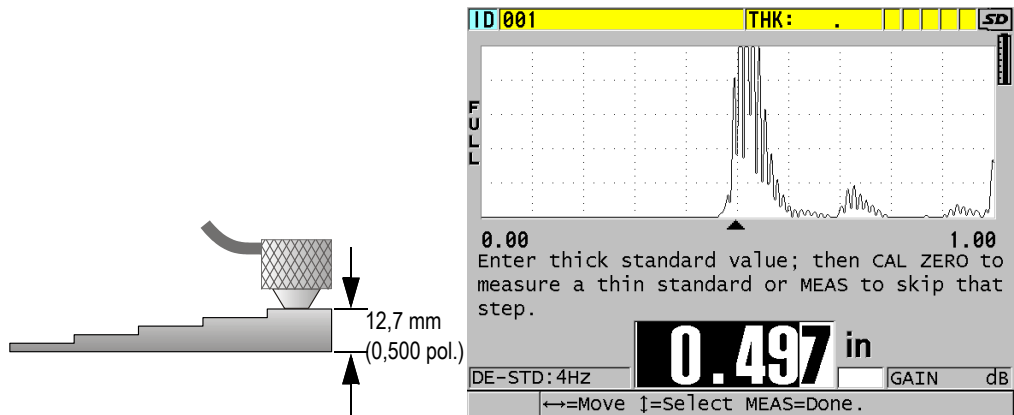 12,7 mm
(0,500 pol.)
ID 001 THK: . SD
FULL
0.00 1.00
Enter thick standard value; then CAL ZERO to
measure a thin standard or MEAS to skip that
step.
0.497 in
DE-STD:4Hz GAIN dB
↔=Move ↕=Select MEAS=Done.